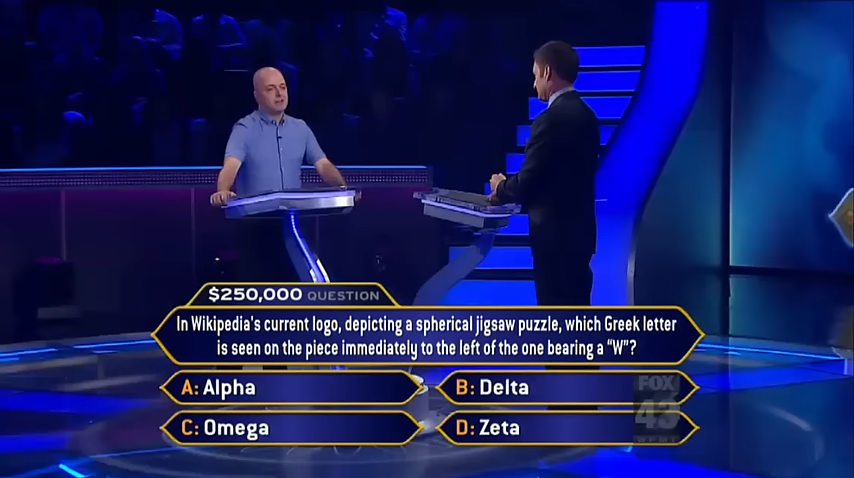 $250,000 QUESTION
In Wikipedia's current logo, depicting a spherical jigsaw puzzle, which Greek letter
is seen on the piece immediately to the left of the one bearing a "W"?
A: Alpha
B: Delta
C: Omega
D: Zeta
FOX
43